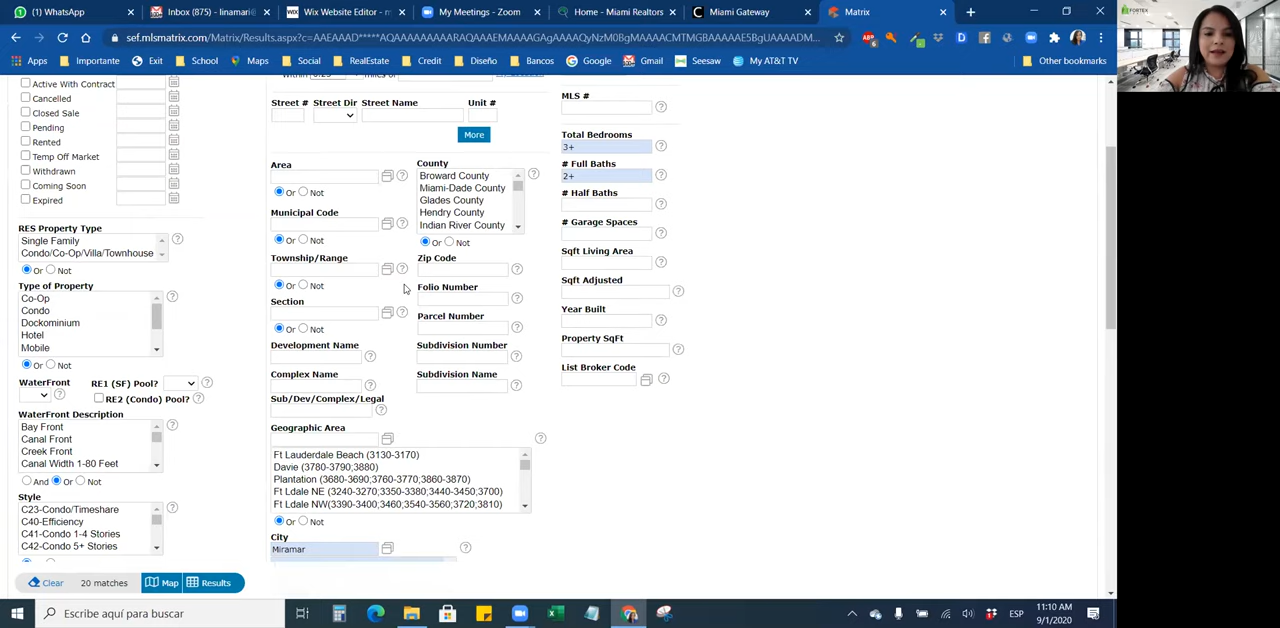 (1) WhatsApp
Inbox (875) - linamari@
WIX Wix Website Editor - m
My Meetings - Zoom
Home - Miami Realtors
Miami Gateway
Matrix
sef.mlsmatrix.com/Matrix/Results.aspx?c=AAEAAAD*****AQAAAAAAAAARAQAAAEMAAAAGAgAAAAQyNzM0BgMAAAACMTMGBAAAAAE5BgUAAAADM...
Apps Importante Exit School Maps Social RealEstate Credit Diseño Bancos Google Gmail Seesaw My AT&T TV Other bookmarks
FORTEX
Active With Contract
Cancelled
Closed Sale
Pending
Rented
Temp Off Market
Withdrawn
Coming Soon
Expired
RES Property Type
Single Family
Condo/Co-Op/Villa/Townhouse
Or Not
Type of Property
Co-Op
Condo
Dockominium
Hotel
Mobile
Or Not
WaterFront
RE1 (SF) Pool?
RE2 (Condo) Pool?
WaterFront Description
Bay Front
Canal Front
Creek Front
Canal Width 1-80 Feet
And Or Not
Style
C23-Condo/Timeshare
C40-Efficiency
C41-Condo 1-4 Stories
C42-Condo 5+ Stories
Street # Street Dir Street Name Unit #
More
Area
Or Not
Municipal Code
Or Not
Township/Range
Or Not
Section
Or Not
Development Name
Complex Name
Sub/Dev/Complex/Legal
County
Broward County
Miami-Dade County
Glades County
Hendry County
Indian River County
Or Not
Zip Code
Folio Number
Parcel Number
Subdivision Number
Subdivision Name
Geographic Area
Ft Lauderdale Beach (3130-3170)
Davie (3780-3790;3880)
Plantation (3680-3690;3760-3770;3860-3870)
Ft Ldale NE (3240-3270;3350-3380;3440-3450;3700)
Ft Ldale NW(3390-3400;3460;3540-3560;3720;3810)
Or Not
City
Miramar
MLS #
Total Bedrooms
3+
# Full Baths
2+
# Half Baths
# Garage Spaces
Sqft Living Area
Sqft Adjusted
Year Built
Property SqFt
List Broker Code
Clear 20 matches Map Results
Escribe aquí para buscar
ESP
11:10 AM
9/1/2020